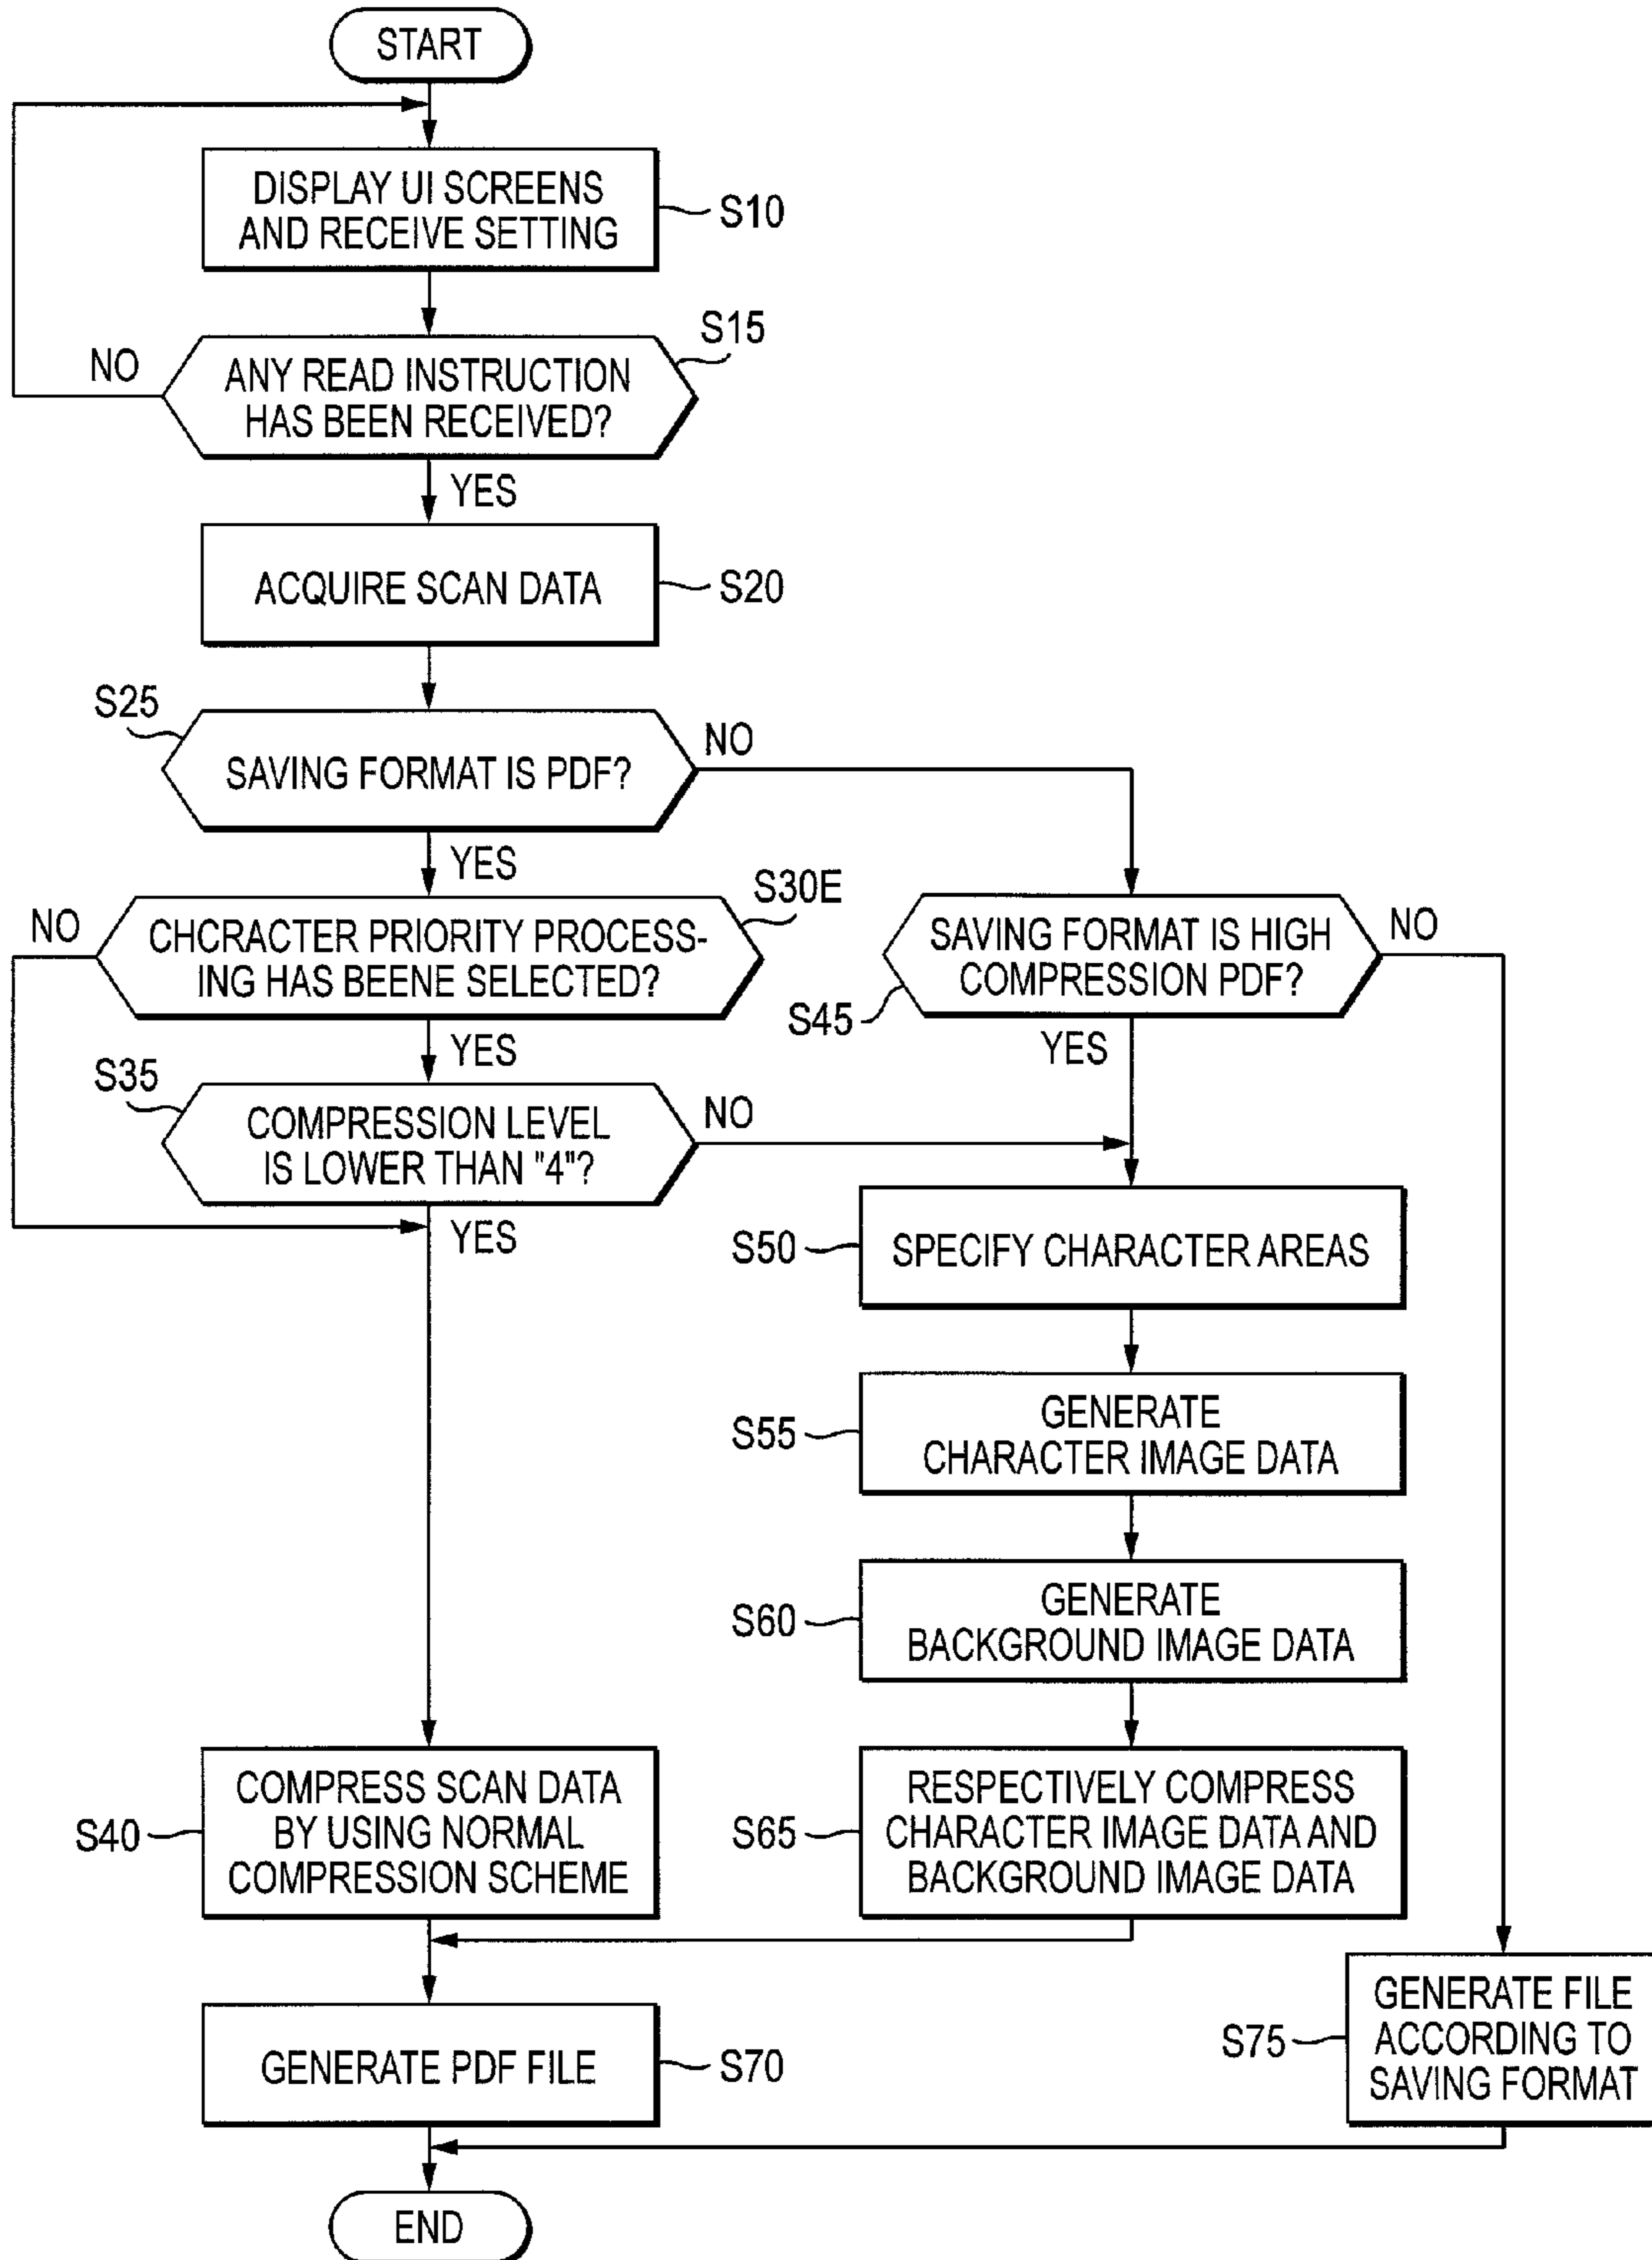 START
DISPLAY UI SCREENS
AND RECEIVE SETTING
S10
S15
NO
ANY READ INSTRUCTION
HAS BEEN RECEIVED?
YES
ACQUIRE SCAN DATA
S20
S25
SAVING FORMAT IS PDF?
NO
YES
S30E
NO
CHCRACTER PRIORITY PROCESS-
ING HAS BEENE SELECTED?
SAVING FORMAT IS HIGH
COMPRESSION PDF?
NO
S45
YES
YES
S35
COMPRESSION LEVEL
IS LOWER THAN "4"?
NO
YES
S50
SPECIFY CHARACTER AREAS
S55
GENERATE
CHARACTER IMAGE DATA
S60
GENERATE
BACKGROUND IMAGE DATA
S40
COMPRESS SCAN DATA
BY USING NORMAL
COMPRESSION SCHEME
S65
RESPECTIVELY COMPRESS
CHARACTER IMAGE DATA AND
BACKGROUND IMAGE DATA
GENERATE PDF FILE
S70
S75
GENERATE FILE
ACCORDING TO
SAVING FORMAT
END